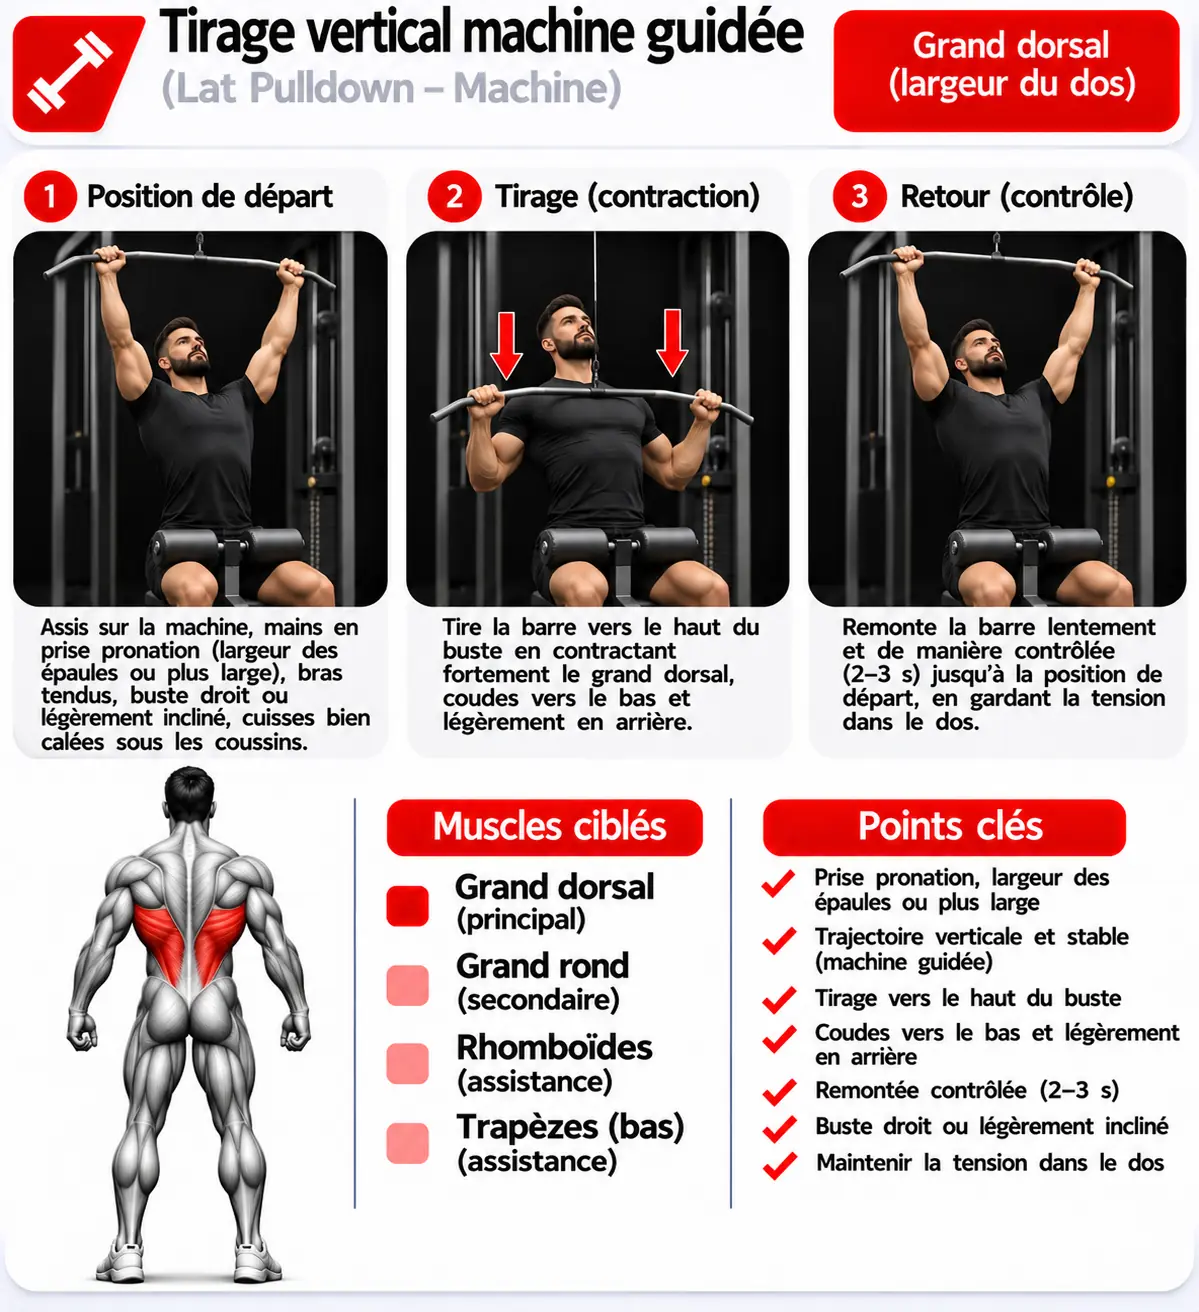 Tirage vertical machine guidée
(Lat Pulldown – Machine)
Grand dorsal
(largeur du dos)
1 Position de départ
Assis sur la machine, mains en
prise pronation (largeur des
épaules ou plus large), bras
tendus, buste droit ou
légèrement incliné, cuisses bien
calées sous les coussins.
2 Tirage (contraction)
Tire la barre vers le haut du
buste en contractant
fortement le grand dorsal,
coudes vers le bas et
légèrement en arrière.
3 Retour (contrôle)
Remonte la barre lentement
et de manière contrôlée
(2–3 s) jusqu'à la position de
départ, en gardant la tension
dans le dos.
Muscles ciblés
Grand dorsal
(principal)
Grand rond
(secondaire)
Rhomboïdes
(assistance)
Trapèzes (bas)
(assistance)
Points clés
Prise pronation, largeur des
épaules ou plus large
Trajectoire verticale et stable
(machine guidée)
Tirage vers le haut du buste
Coudes vers le bas et légèrement
en arrière
Remontée contrôlée (2–3 s)
Buste droit ou légèrement incliné
Maintenir la tension dans le dos